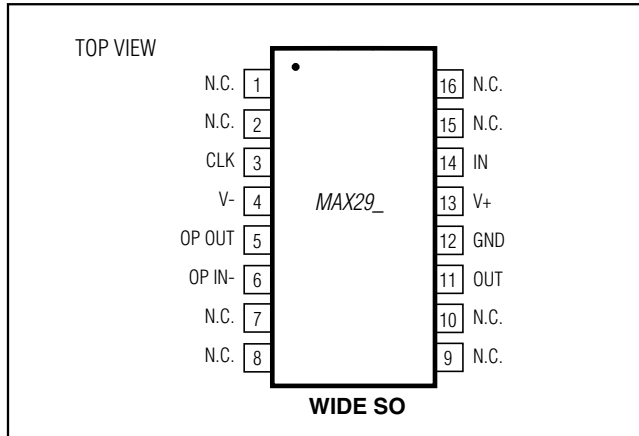 TOP VIEW
N.C. 1
N.C. 2
CLK 3
V- 4
OP OUT 5
OP IN- 6
N.C. 7
N.C. 8
MAX29_
16 N.C.
15 N.C.
14 IN
13 V+
12 GND
11 OUT
10 N.C.
9 N.C.
WIDE SO